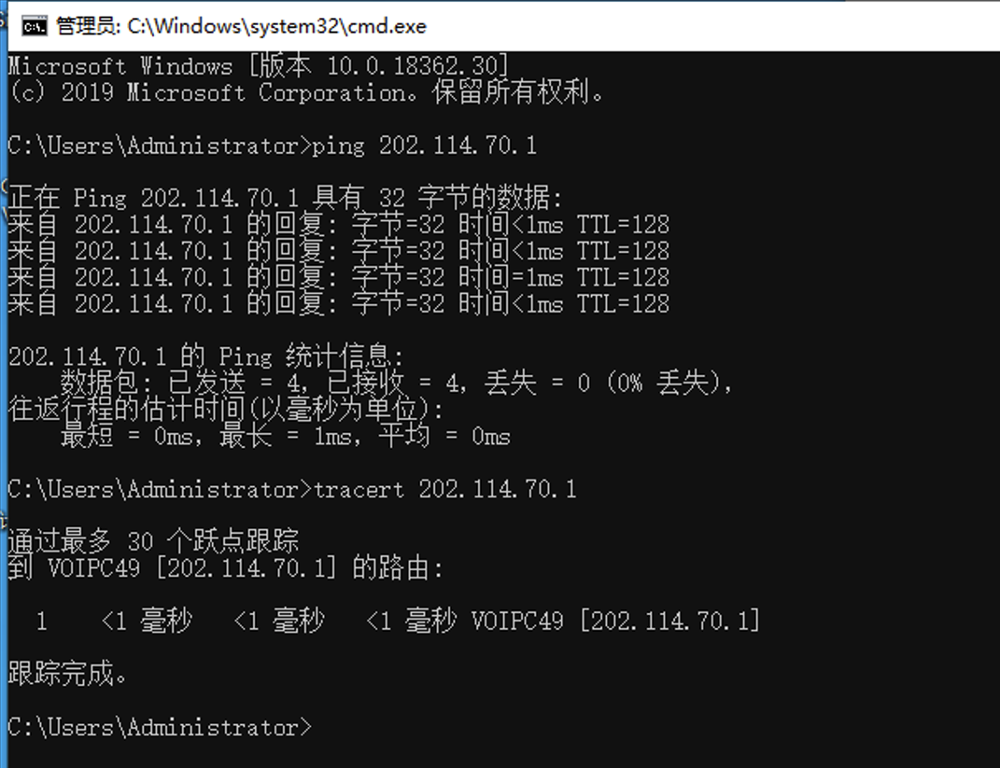 管理员: C:\Windows\system32\cmd.exe
Microsoft Windows [版本 10.0.18362.30]
(c) 2019 Microsoft Corporation。保留所有权利。
C:\Users\Administrator>ping 202.114.70.1
正在 Ping 202.114.70.1 具有 32 字节的数据:
来自 202.114.70.1 的回复: 字节=32 时间<1ms TTL=128
来自 202.114.70.1 的回复: 字节=32 时间<1ms TTL=128
来自 202.114.70.1 的回复: 字节=32 时间=1ms TTL=128
来自 202.114.70.1 的回复: 字节=32 时间<1ms TTL=128
202.114.70.1 的 Ping 统计信息:
数据包: 已发送 = 4，已接收 = 4，丢失 = 0 (0% 丢失)，
往返行程的估计时间(以毫秒为单位):
最短 = 0ms，最长 = 1ms，平均 = 0ms
C:\Users\Administrator>tracert 202.114.70.1
通过最多 30 个跃点跟踪
到 VOIPC49 [202.114.70.1] 的路由:
1 <1 毫秒 <1 毫秒 <1 毫秒 VOIPC49 [202.114.70.1]
跟踪完成。
C:\Users\Administrator>